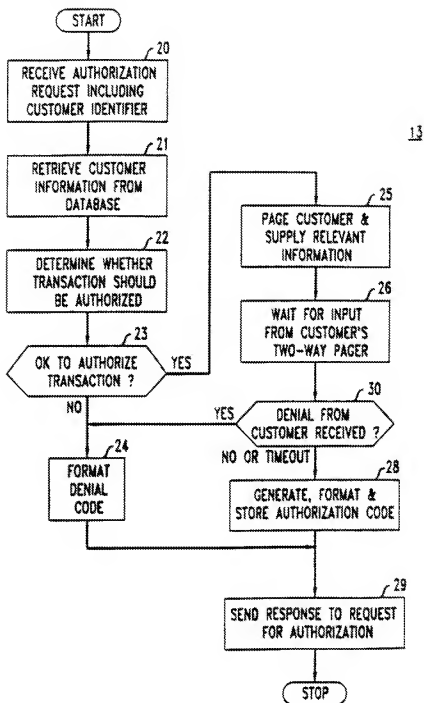 START
20
RECEIVE AUTHORIZATION
REQUEST INCLUDING
CUSTOMER IDENTIFIER
13
21
RETRIEVE CUSTOMER
INFORMATION FROM
DATABASE
25
PAGE CUSTOMER &
SUPPLY RELEVANT
INFORMATION
22
DETERMINE WHETHER
TRANSACTION SHOULD
BE AUTHORIZED
26
WAIT FOR INPUT
FROM CUSTOMER'S
TWO-WAY PAGER
23
OK TO AUTHORIZE
TRANSACTION ?
YES
NO
30
DENIAL FROM
CUSTOMER RECEIVED ?
YES
NO OR TIMEOUT
24
FORMAT
DENIAL
CODE
28
GENERATE, FORMAT &
STORE AUTHORIZATION CODE
29
SEND RESPONSE TO REQUEST
FOR AUTHORIZATION
STOP